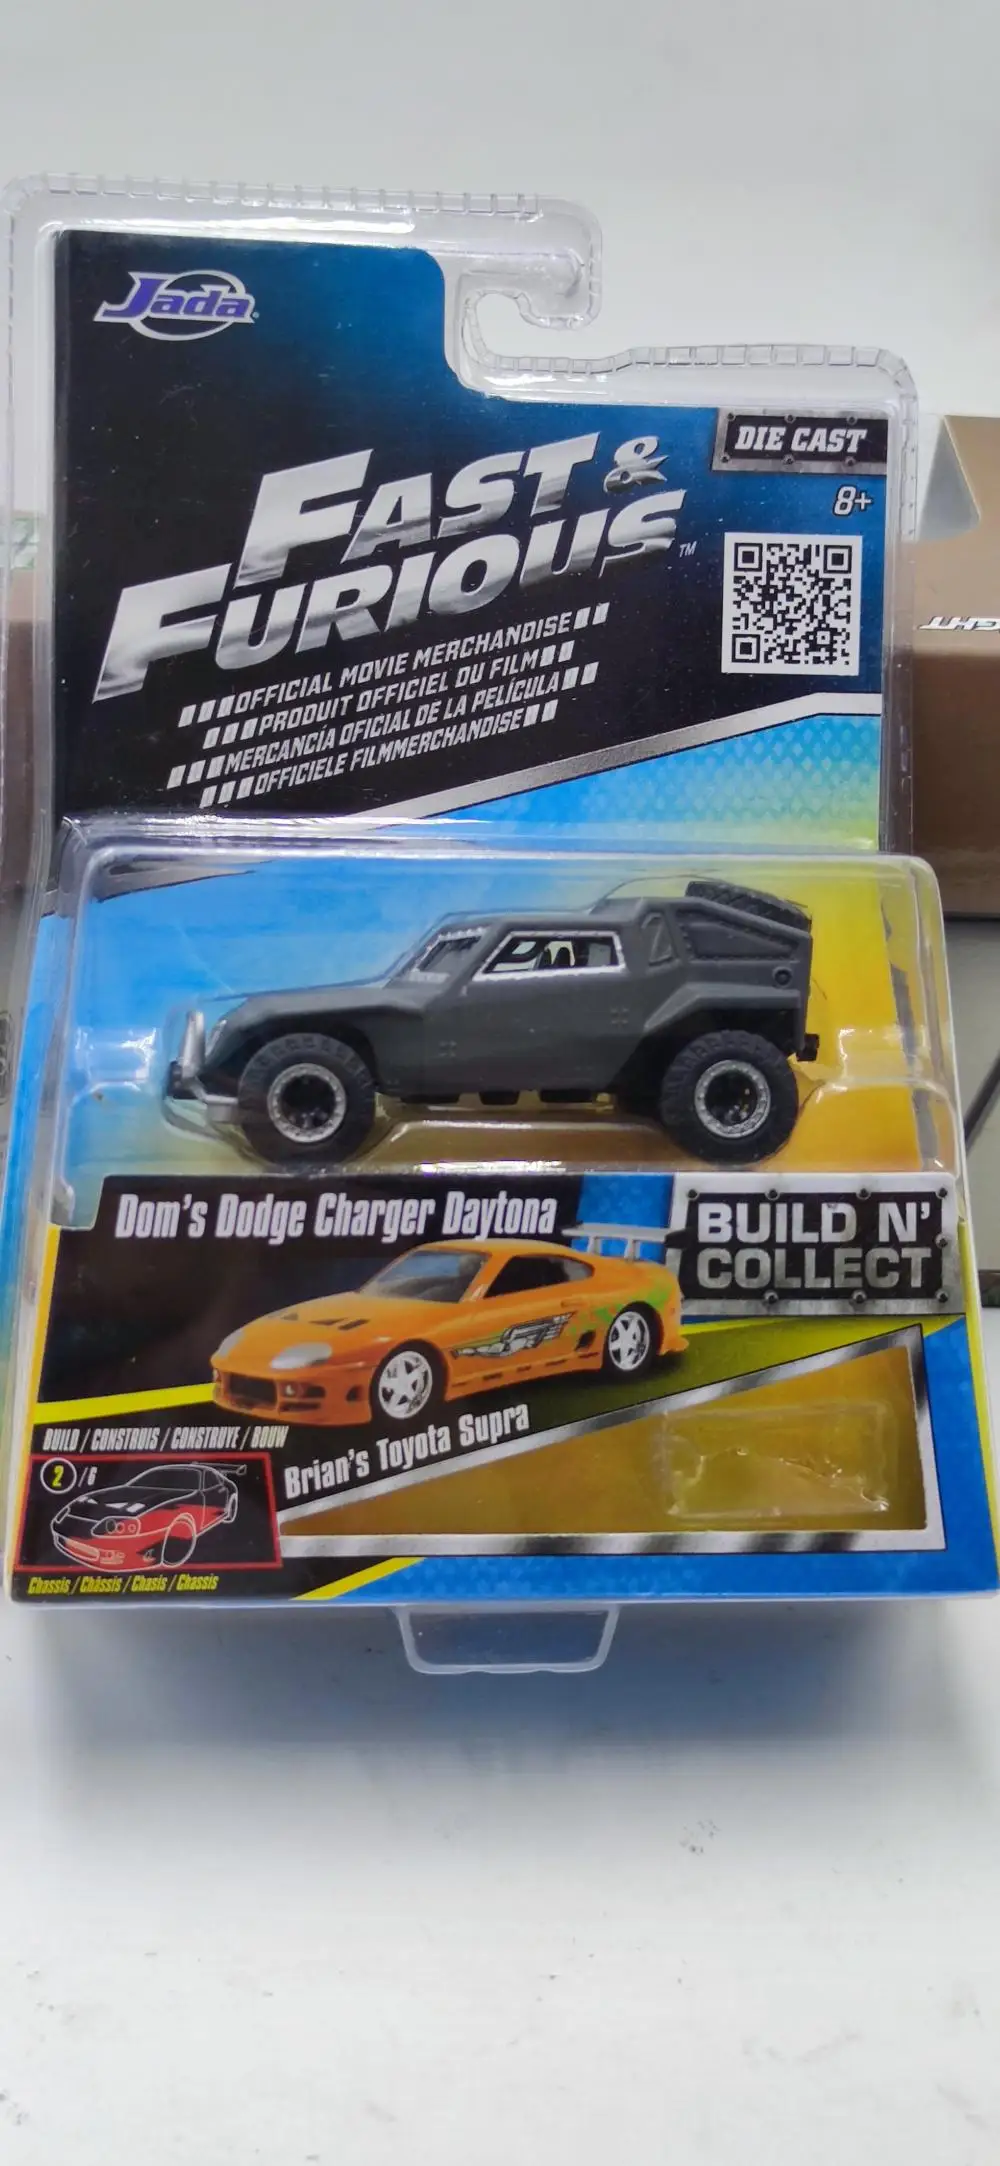 Jada
DIE CAST
8+
FAST &
FURIOUS™
OFFICIAL MOVIE MERCHANDISE
PRODUIT OFFICIEL DU FILM
MERCANCÍA OFICIAL DE LA PELÍCULA
OFFICIELE FILMMERCHANDISE
Dom's Dodge Charger Daytona
BUILD N'
COLLECT
Brian's Toyota Supra
BUILD / CONSTRUIS / CONSTRUYE / BOUW
2 /6
Chassis / Châssis / Chasis / Chassis